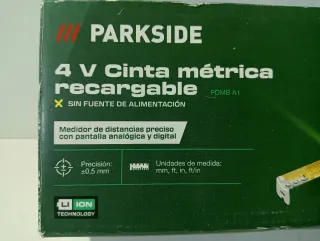 PARKSIDE
4 V Cinta métrica
recargable
PDMB A1
SIN FUENTE DE ALIMENTACIÓN
Medidor de distancias preciso
con pantalla analógica y digital
Precisión:
±0,5 mm
Unidades de medida:
mm, ft, in, ft/in
LI ION
TECHNOLOGY